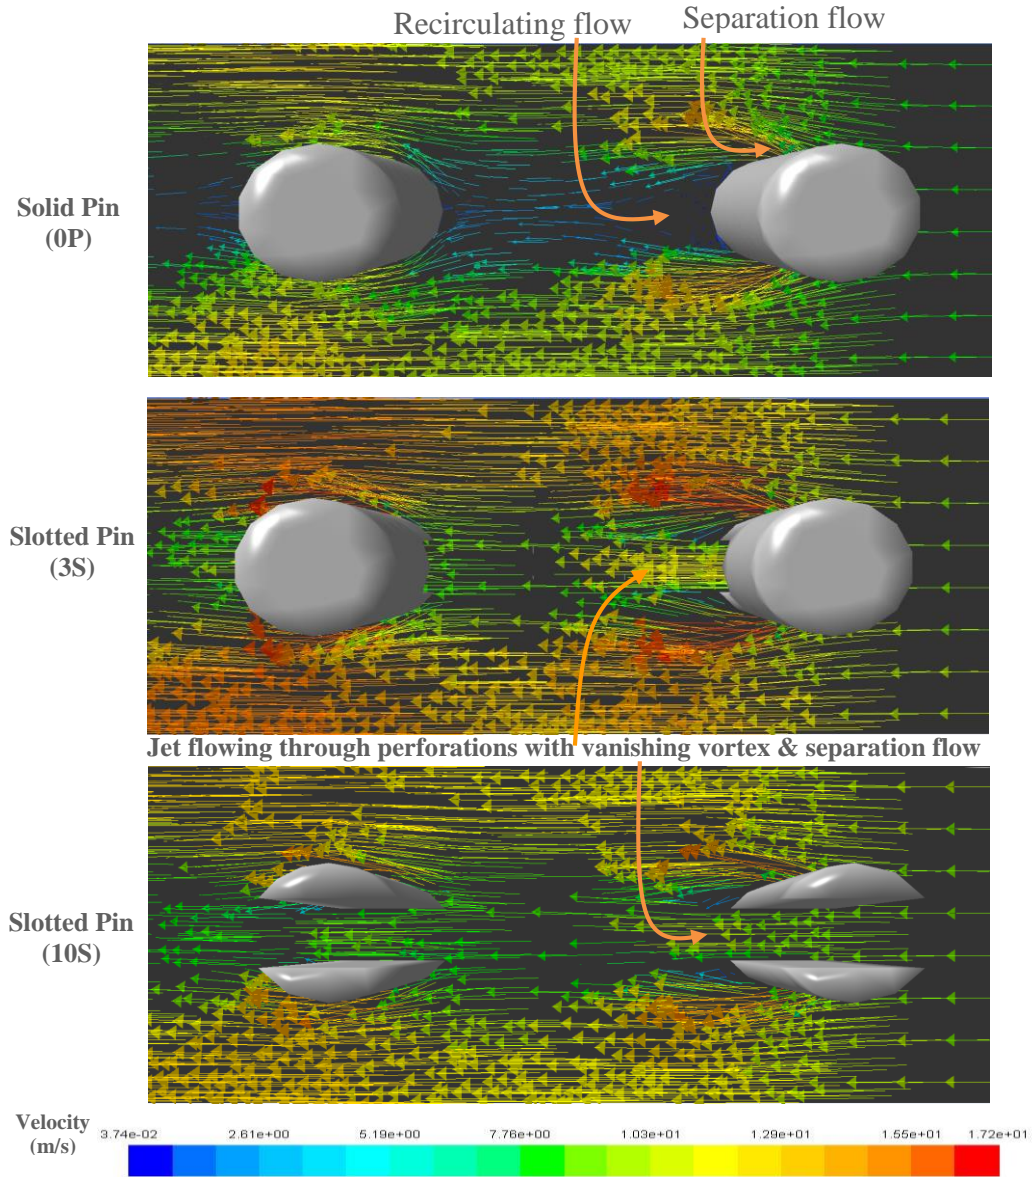 Recirculating flow
Separation flow
Solid Pin
(0P)
Slotted Pin
(3S)
Jet flowing through perforations with vanishing vortex & separation flow
Slotted Pin
(10S)
Velocity
(m/s)
3.74e-02 2.61e+00 5.19e+00 7.76e+00 1.03e+01 1.29e+01 1.55e+01 1.72e+01